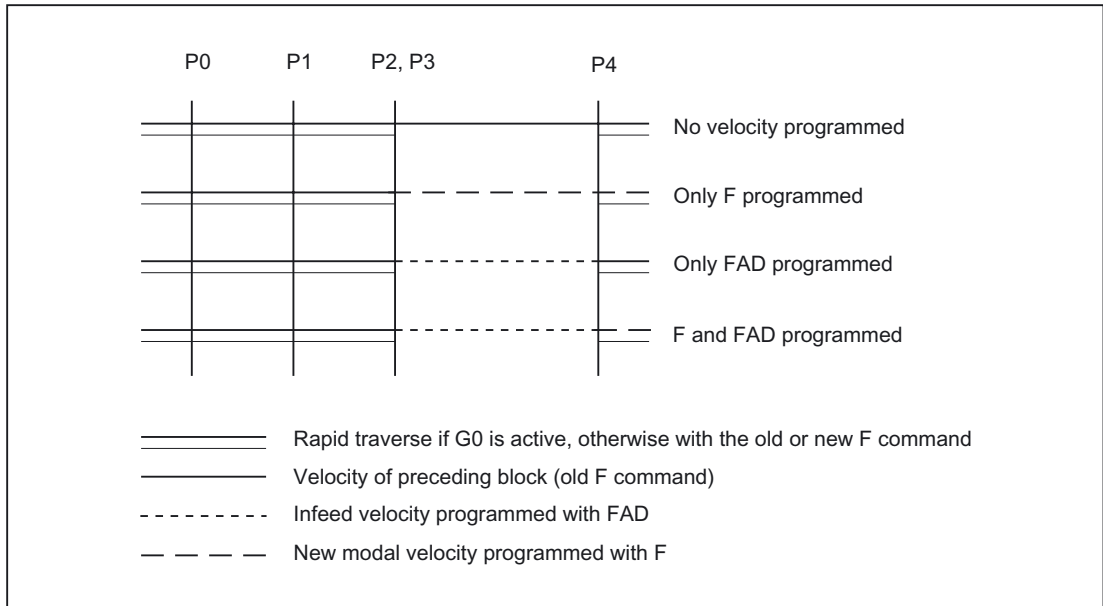 P0 P1 P2, P3 P4
No velocity programmed
Only F programmed
Only FAD programmed
F and FAD programmed
Rapid traverse if G0 is active, otherwise with the old or new F command
Velocity of preceding block (old F command)
Infeed velocity programmed with FAD
New modal velocity programmed with F